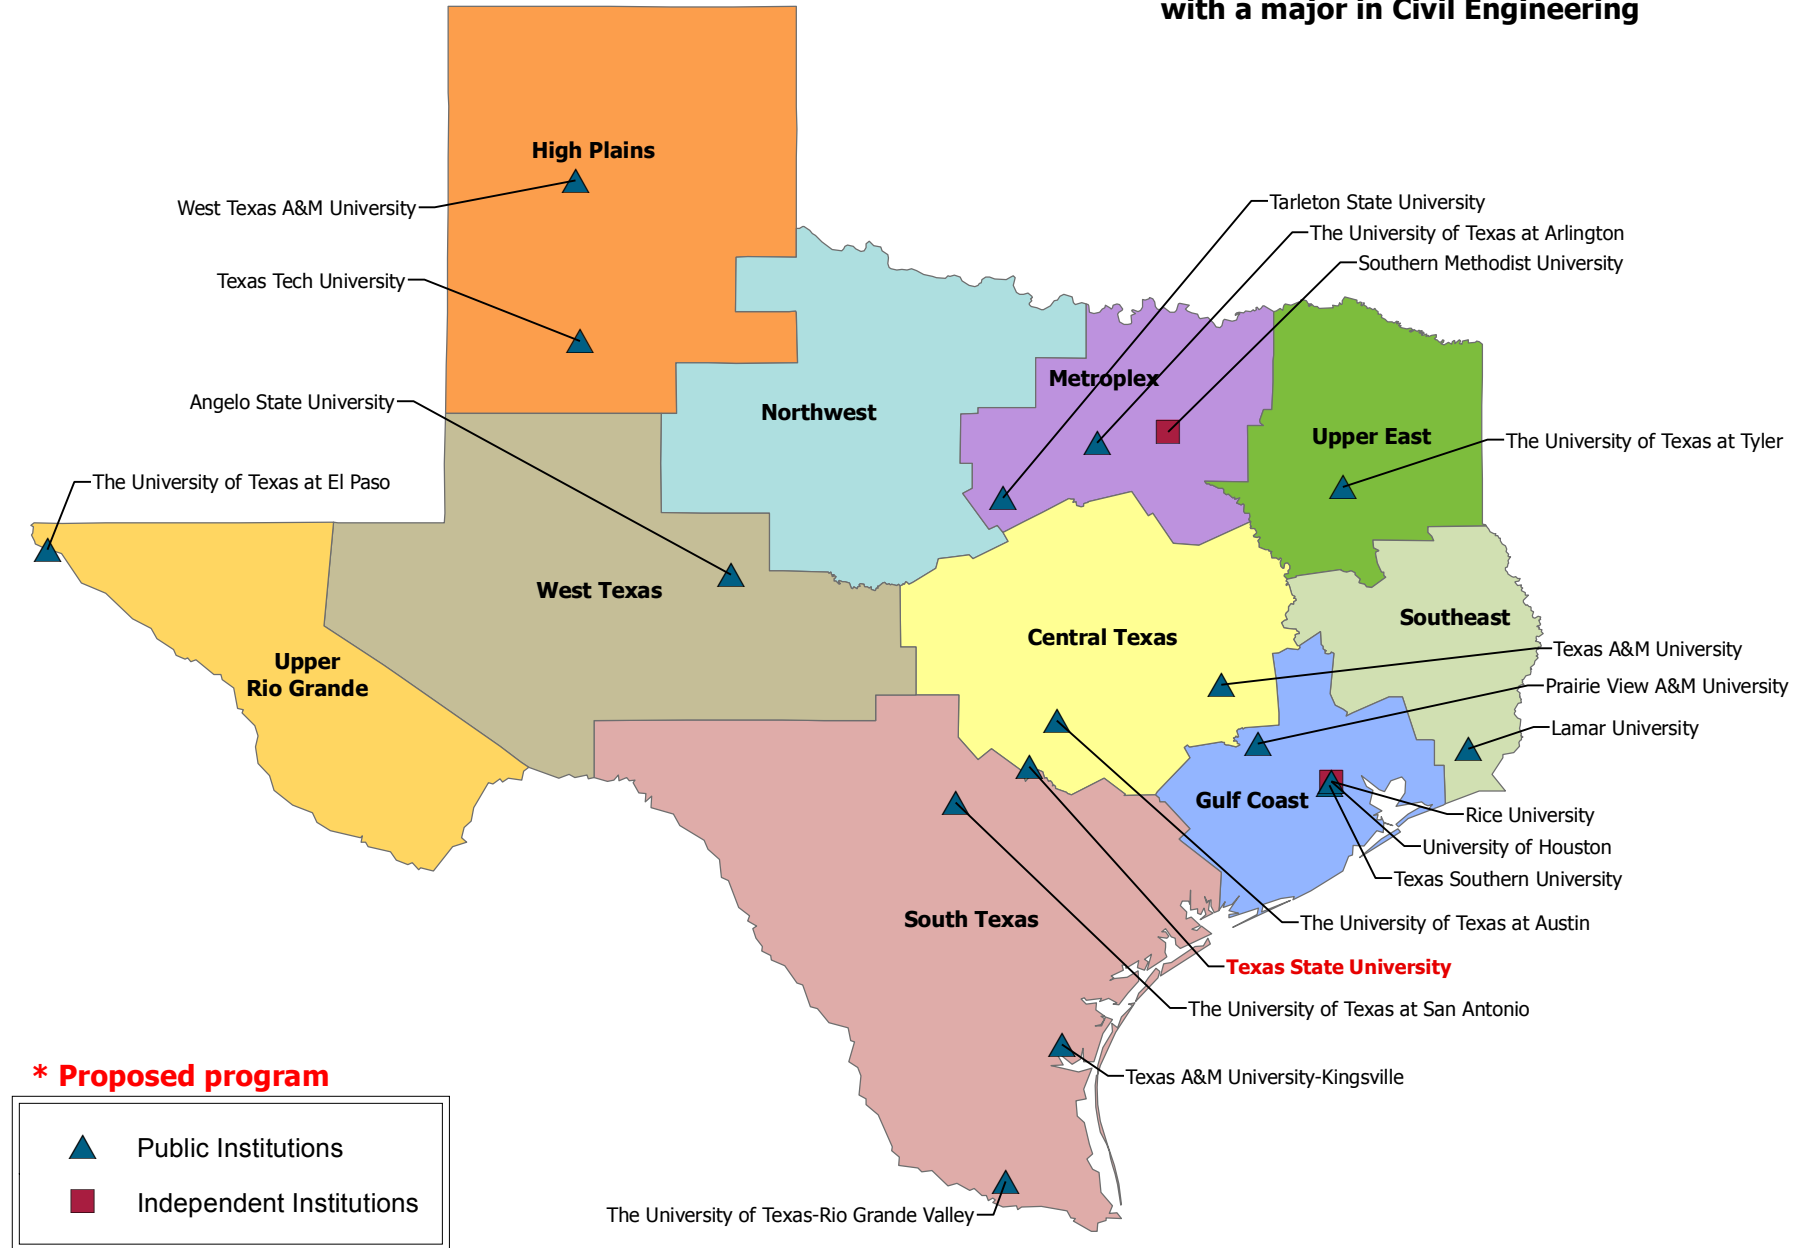 with a major in Civil Engineering
High Plains
West Texas A&M University
Tarleton State University
The University of Texas at Arlington
Southern Methodist University
Texas Tech University
Metroplex
Angelo State University
Northwest
Upper East
The University of Texas at Tyler
The University of Texas at El Paso
West Texas
Southeast
Central Texas
Texas A&M University
Upper
Rio Grande
Prairie View A&M University
Lamar University
Gulf Coast
Rice University
University of Houston
Texas Southern University
South Texas
The University of Texas at Austin
Texas State University
The University of Texas at San Antonio
Texas A&M University-Kingsville
* Proposed program
Public Institutions
Independent Institutions
The University of Texas-Rio Grande Valley